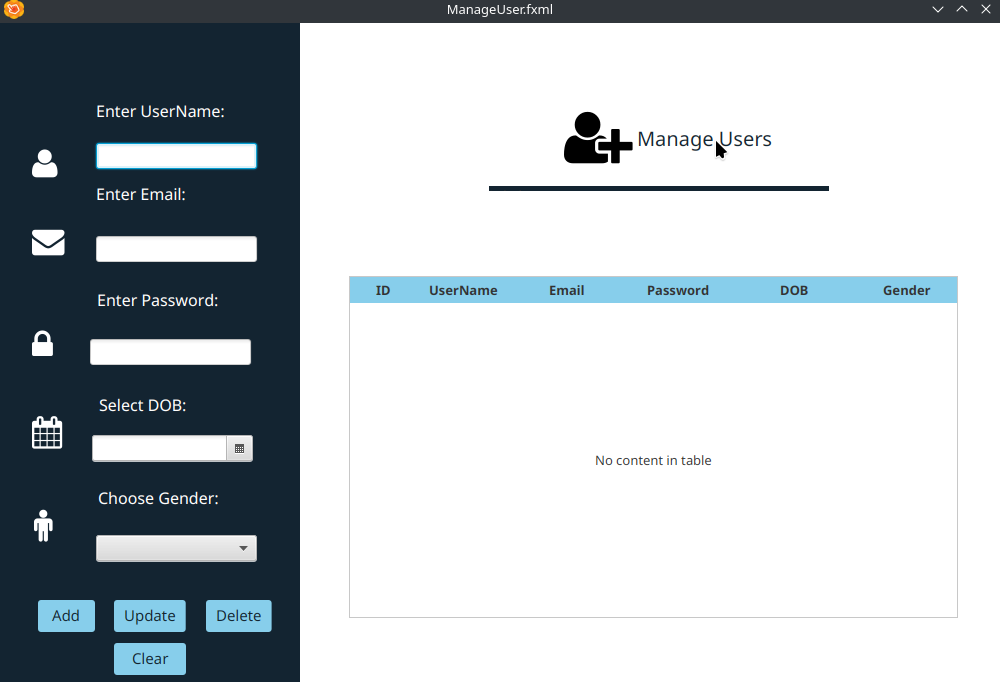 ManageUser.fxml
Enter UserName:
Enter Email:
Enter Password:
Select DOB:
Choose Gender:
Add Update Delete
Clear
Manage Users
ID UserName Email Password DOB Gender
No content in table